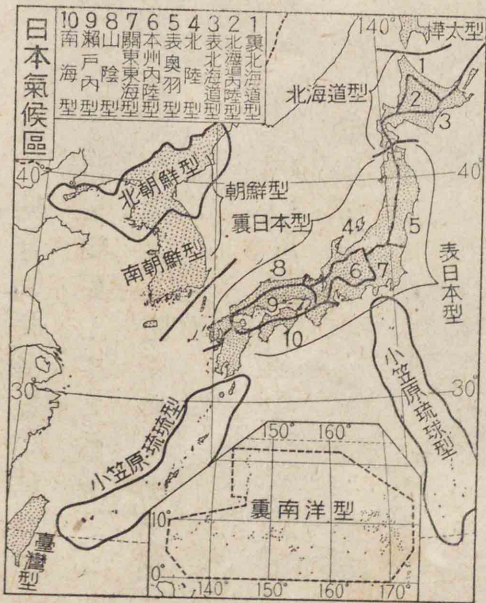 日本氣候區
1 裏北海道型
2 北海道內陸型
3 表北海道型
4 北陸型
5 表奥羽型
6 本州內陸型
7 關東東海型
8 山陰型
9 瀨戸內型
10 南海型
140°
樺太型
北海道型
1
2
3
40°
40°
北朝鮮型
朝鮮型
裏日本型
南朝鮮型
4
5
表日本型
6
7
8
9
10
30°
30°
小笠原·琉琉型
小笠原琉球型
150°
160°
裏南洋型
10°
0°
130°
140°
150°
160°
170°
臺灣型